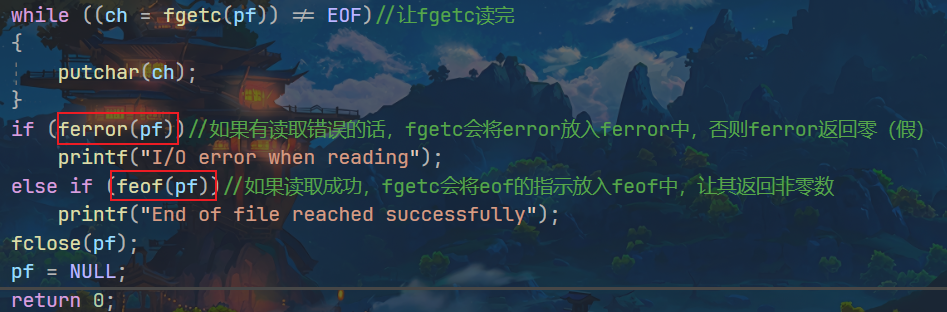 while ((ch = fgetc(pf)) != EOF)//让fgetc读完
{
putchar(ch);
}
if (ferror(pf))//如果有读取错误的话，fgetc会将error放入ferror中，否则ferror返回零（假）
printf("I/O error when reading");
else if (feof(pf))//如果读取成功，fgetc会将eof的指示放入feof中，让其返回非零数
printf("End of file reached successfully");
fclose(pf);
pf = NULL;
return 0;